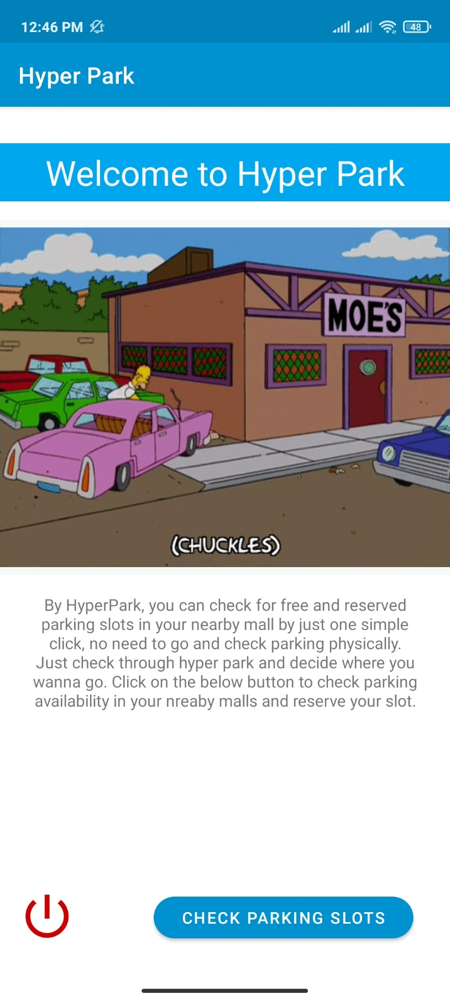 12:46 PM
48
Hyper Park
Welcome to Hyper Park
MOE'S
(CHUCKLES)
By HyperPark, you can check for free and reserved
parking slots in your nearby mall by just one simple
click, no need to go and check parking physically.
Just check through hyper park and decide where you
wanna go. Click on the below button to check parking
availability in your nreaby malls and reserve your slot.
CHECK PARKING SLOTS